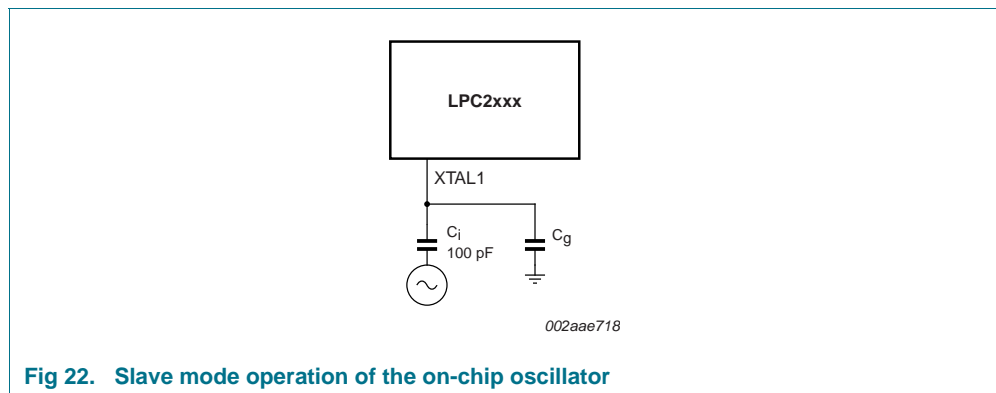 LPC2xxx
XTAL1
Ci
100 pF
Cg
002aae718
Fig 22. Slave mode operation of the on-chip oscillator